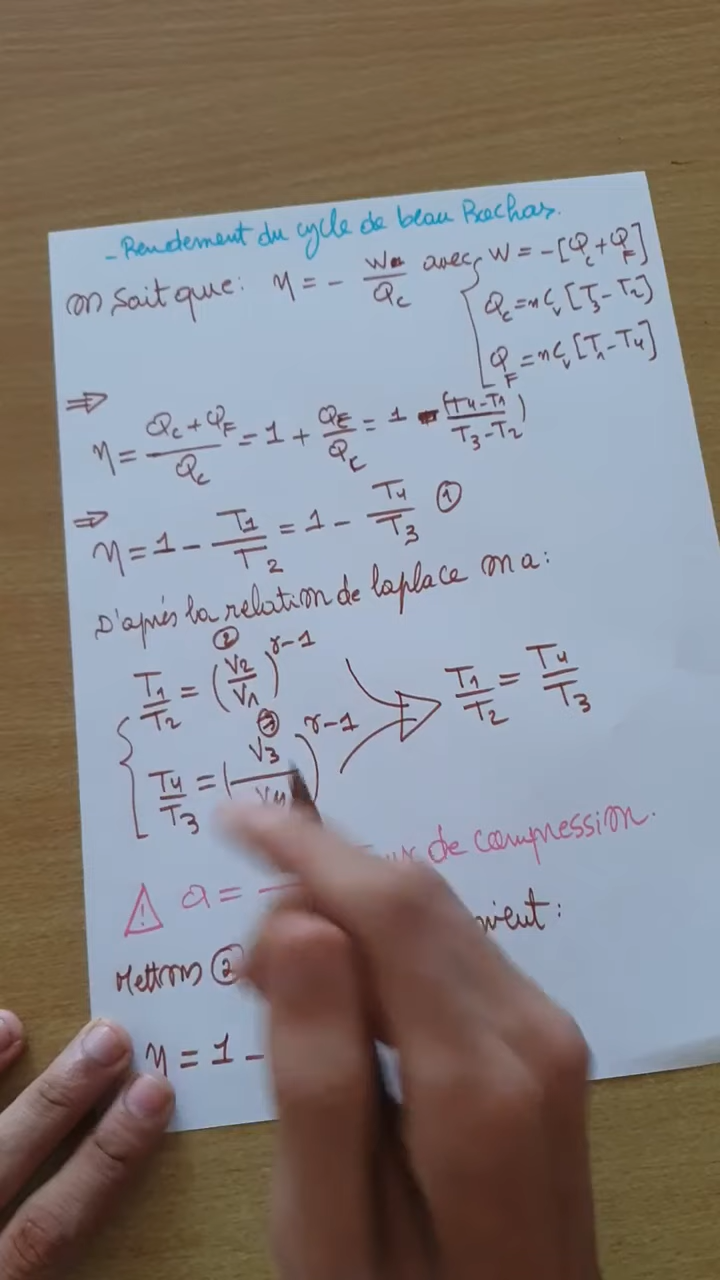 - Rendement du cycle de beau Rochas.
on sait que : η = - W/Qc avec { W = -[Qc + QF]
Qc = n Cv [T3 - T2]
QF = n Cv [T1 - T4]
⇒
η = (Qc + QF)/Qc = 1 + QF/Qc = 1 - (T4 - T1)/(T3 - T2)
⇒
η = 1 - T1/T2 = 1 - T4/T3 ①
D'après la relation de laplace on a :
T1/T2 = (V2/V1)^(γ-1) ②
T4/T3 = (V3/V4)^(γ-1) ③
⇒ T1/T2 = T4/T3
⚠ a =
de compression.
Mettons ②
η = 1 -